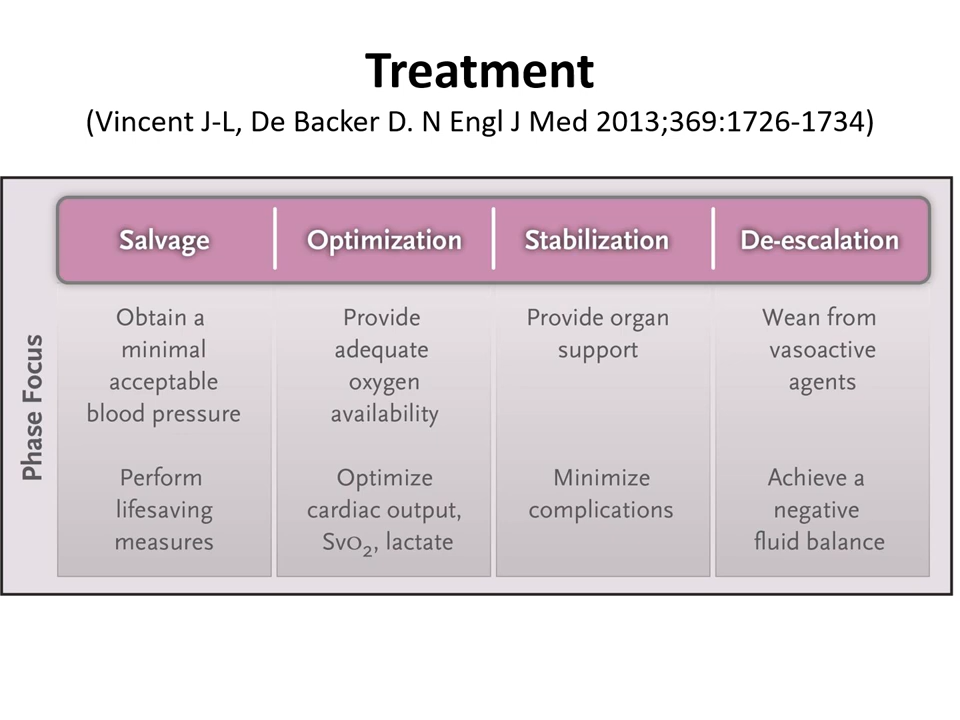 Treatment
(Vincent J-L, De Backer D. N Engl J Med 2013;369:1726-1734)
Phase Focus
Salvage
Optimization
Stabilization
De-escalation
Obtain a
minimal
acceptable
blood pressure
Provide
adequate
oxygen
availability
Provide organ
support
Wean from
vasoactive
agents
Perform
lifesaving
measures
Optimize
cardiac output,
SvO₂, lactate
Minimize
complications
Achieve a
negative
fluid balance